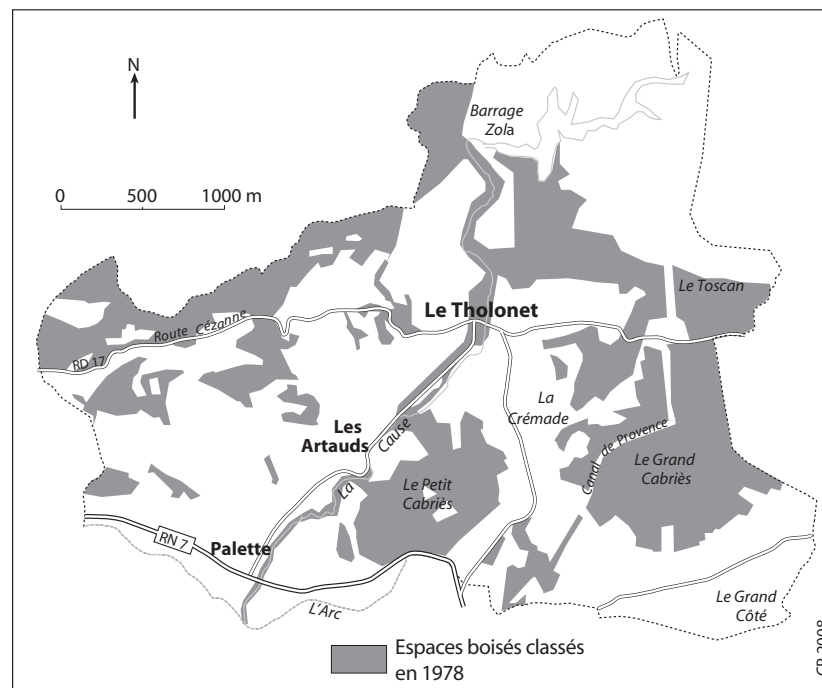 N
Barrage
Zola
0 500 1000 m
Le Toscan
Le Tholonet
Route Cézanne
RD 17
La
Crémade
Les
Artauds
La Cause
Canal de Provence
Le Petit
Cabriès
Le Grand
Cabriès
Palette
RN 7
L'Arc
Le Grand
Côté
Espaces boisés classés
en 1978
CP 2008